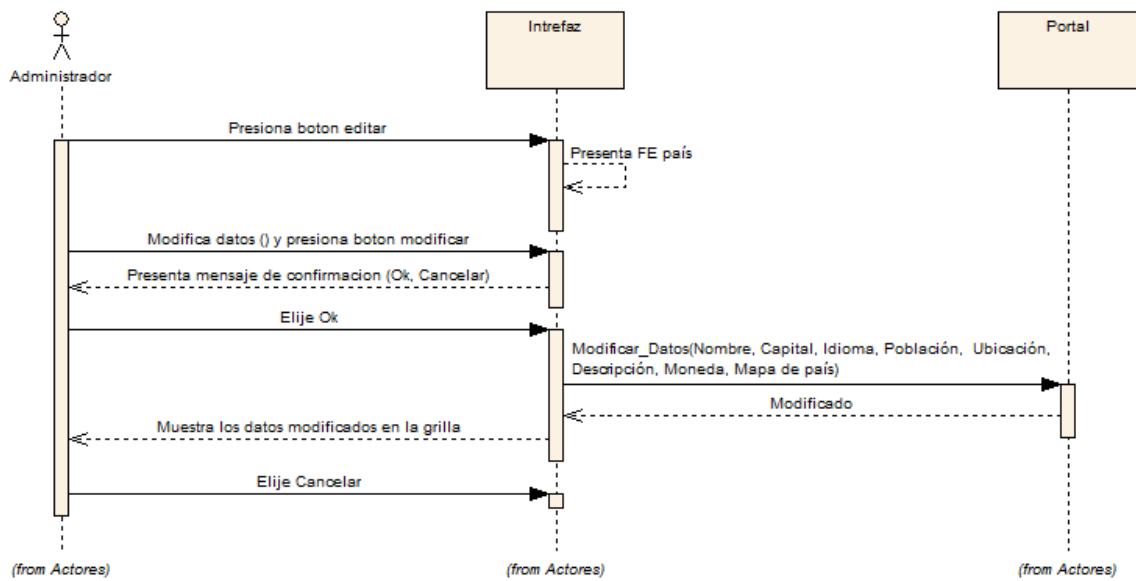 Intrefaz
Portal
Administrador
Presiona boton editar
Presenta FE país
Modifica datos () y presiona boton modificar
Presenta mensaje de confirmacion (Ok, Cancelar)
Elije Ok
Modificar_Datos(Nombre, Capital, Idioma, Población, Ubicación,
Descripción, Moneda, Mapa de país)
Modificado
Muestra los datos modificados en la grilla
Elije Cancelar
(from Actores)
(from Actores)
(from Actores)